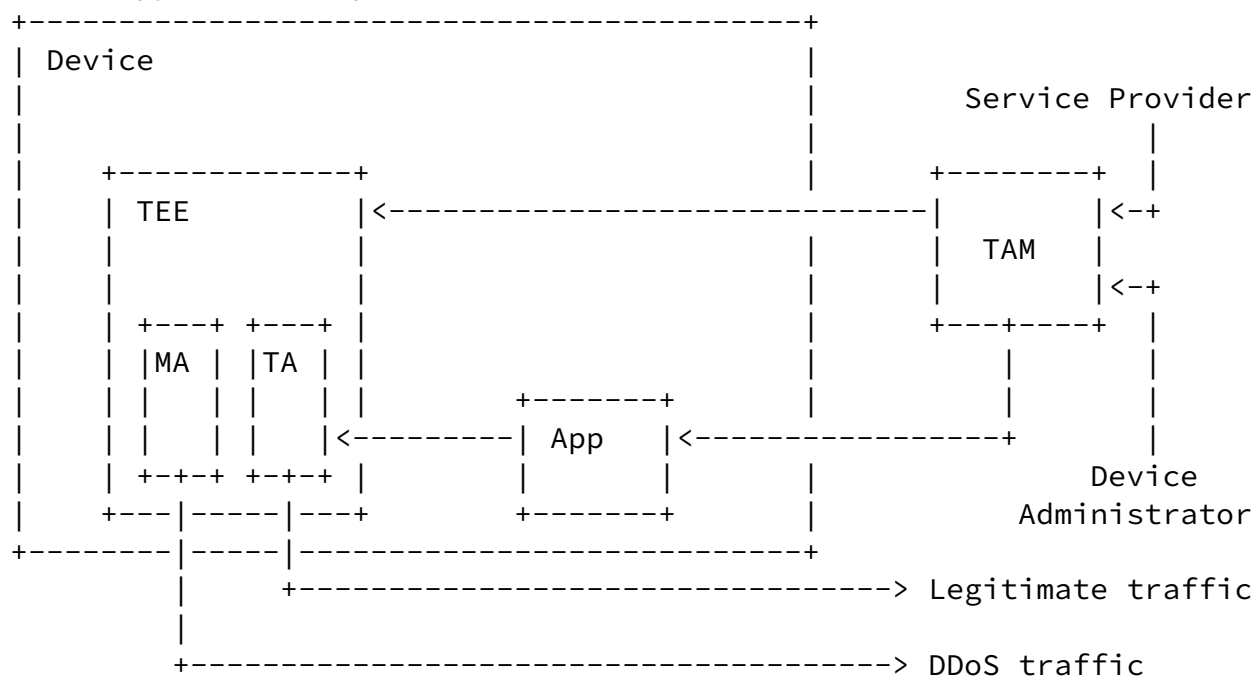 Device
Service Provider
TEE
TAM
MA TA
App
Device
Administrator
Legitimate traffic
DDoS traffic